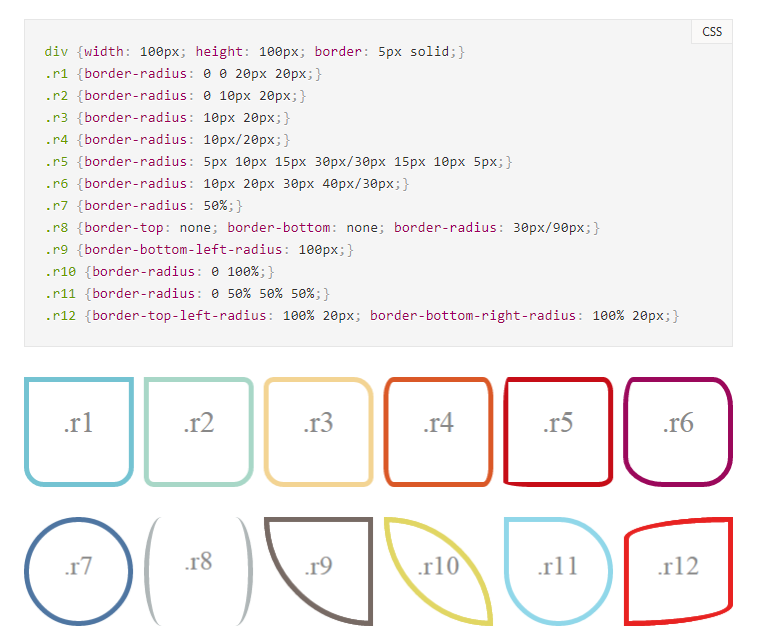 CSS
div {width: 100px; height: 100px; border: 5px solid;}
.r1 {border-radius: 0 0 20px 20px;}
.r2 {border-radius: 0 10px 20px;}
.r3 {border-radius: 10px 20px;}
.r4 {border-radius: 10px/20px;}
.r5 {border-radius: 5px 10px 15px 30px/30px 15px 10px 5px;}
.r6 {border-radius: 10px 20px 30px 40px/30px;}
.r7 {border-radius: 50%;}
.r8 {border-top: none; border-bottom: none; border-radius: 30px/90px;}
.r9 {border-bottom-left-radius: 100px;}
.r10 {border-radius: 0 100%;}
.r11 {border-radius: 0 50% 50% 50%;}
.r12 {border-top-left-radius: 100% 20px; border-bottom-right-radius: 100% 20px;}
.r1 .r2 .r3 .r4 .r5 .r6
.r7 .r8 .r9 .r10 .r11 .r12